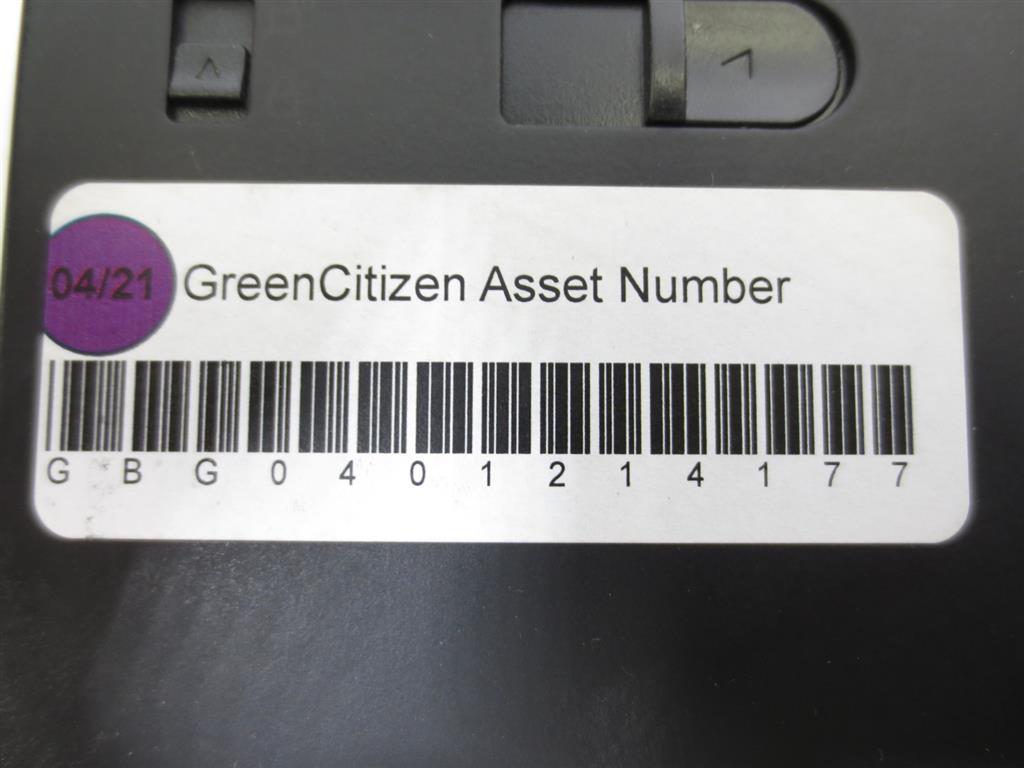 04/21 GreenCitizen Asset Number
G B G 0 4 0 1 2 1 4 1 7 7